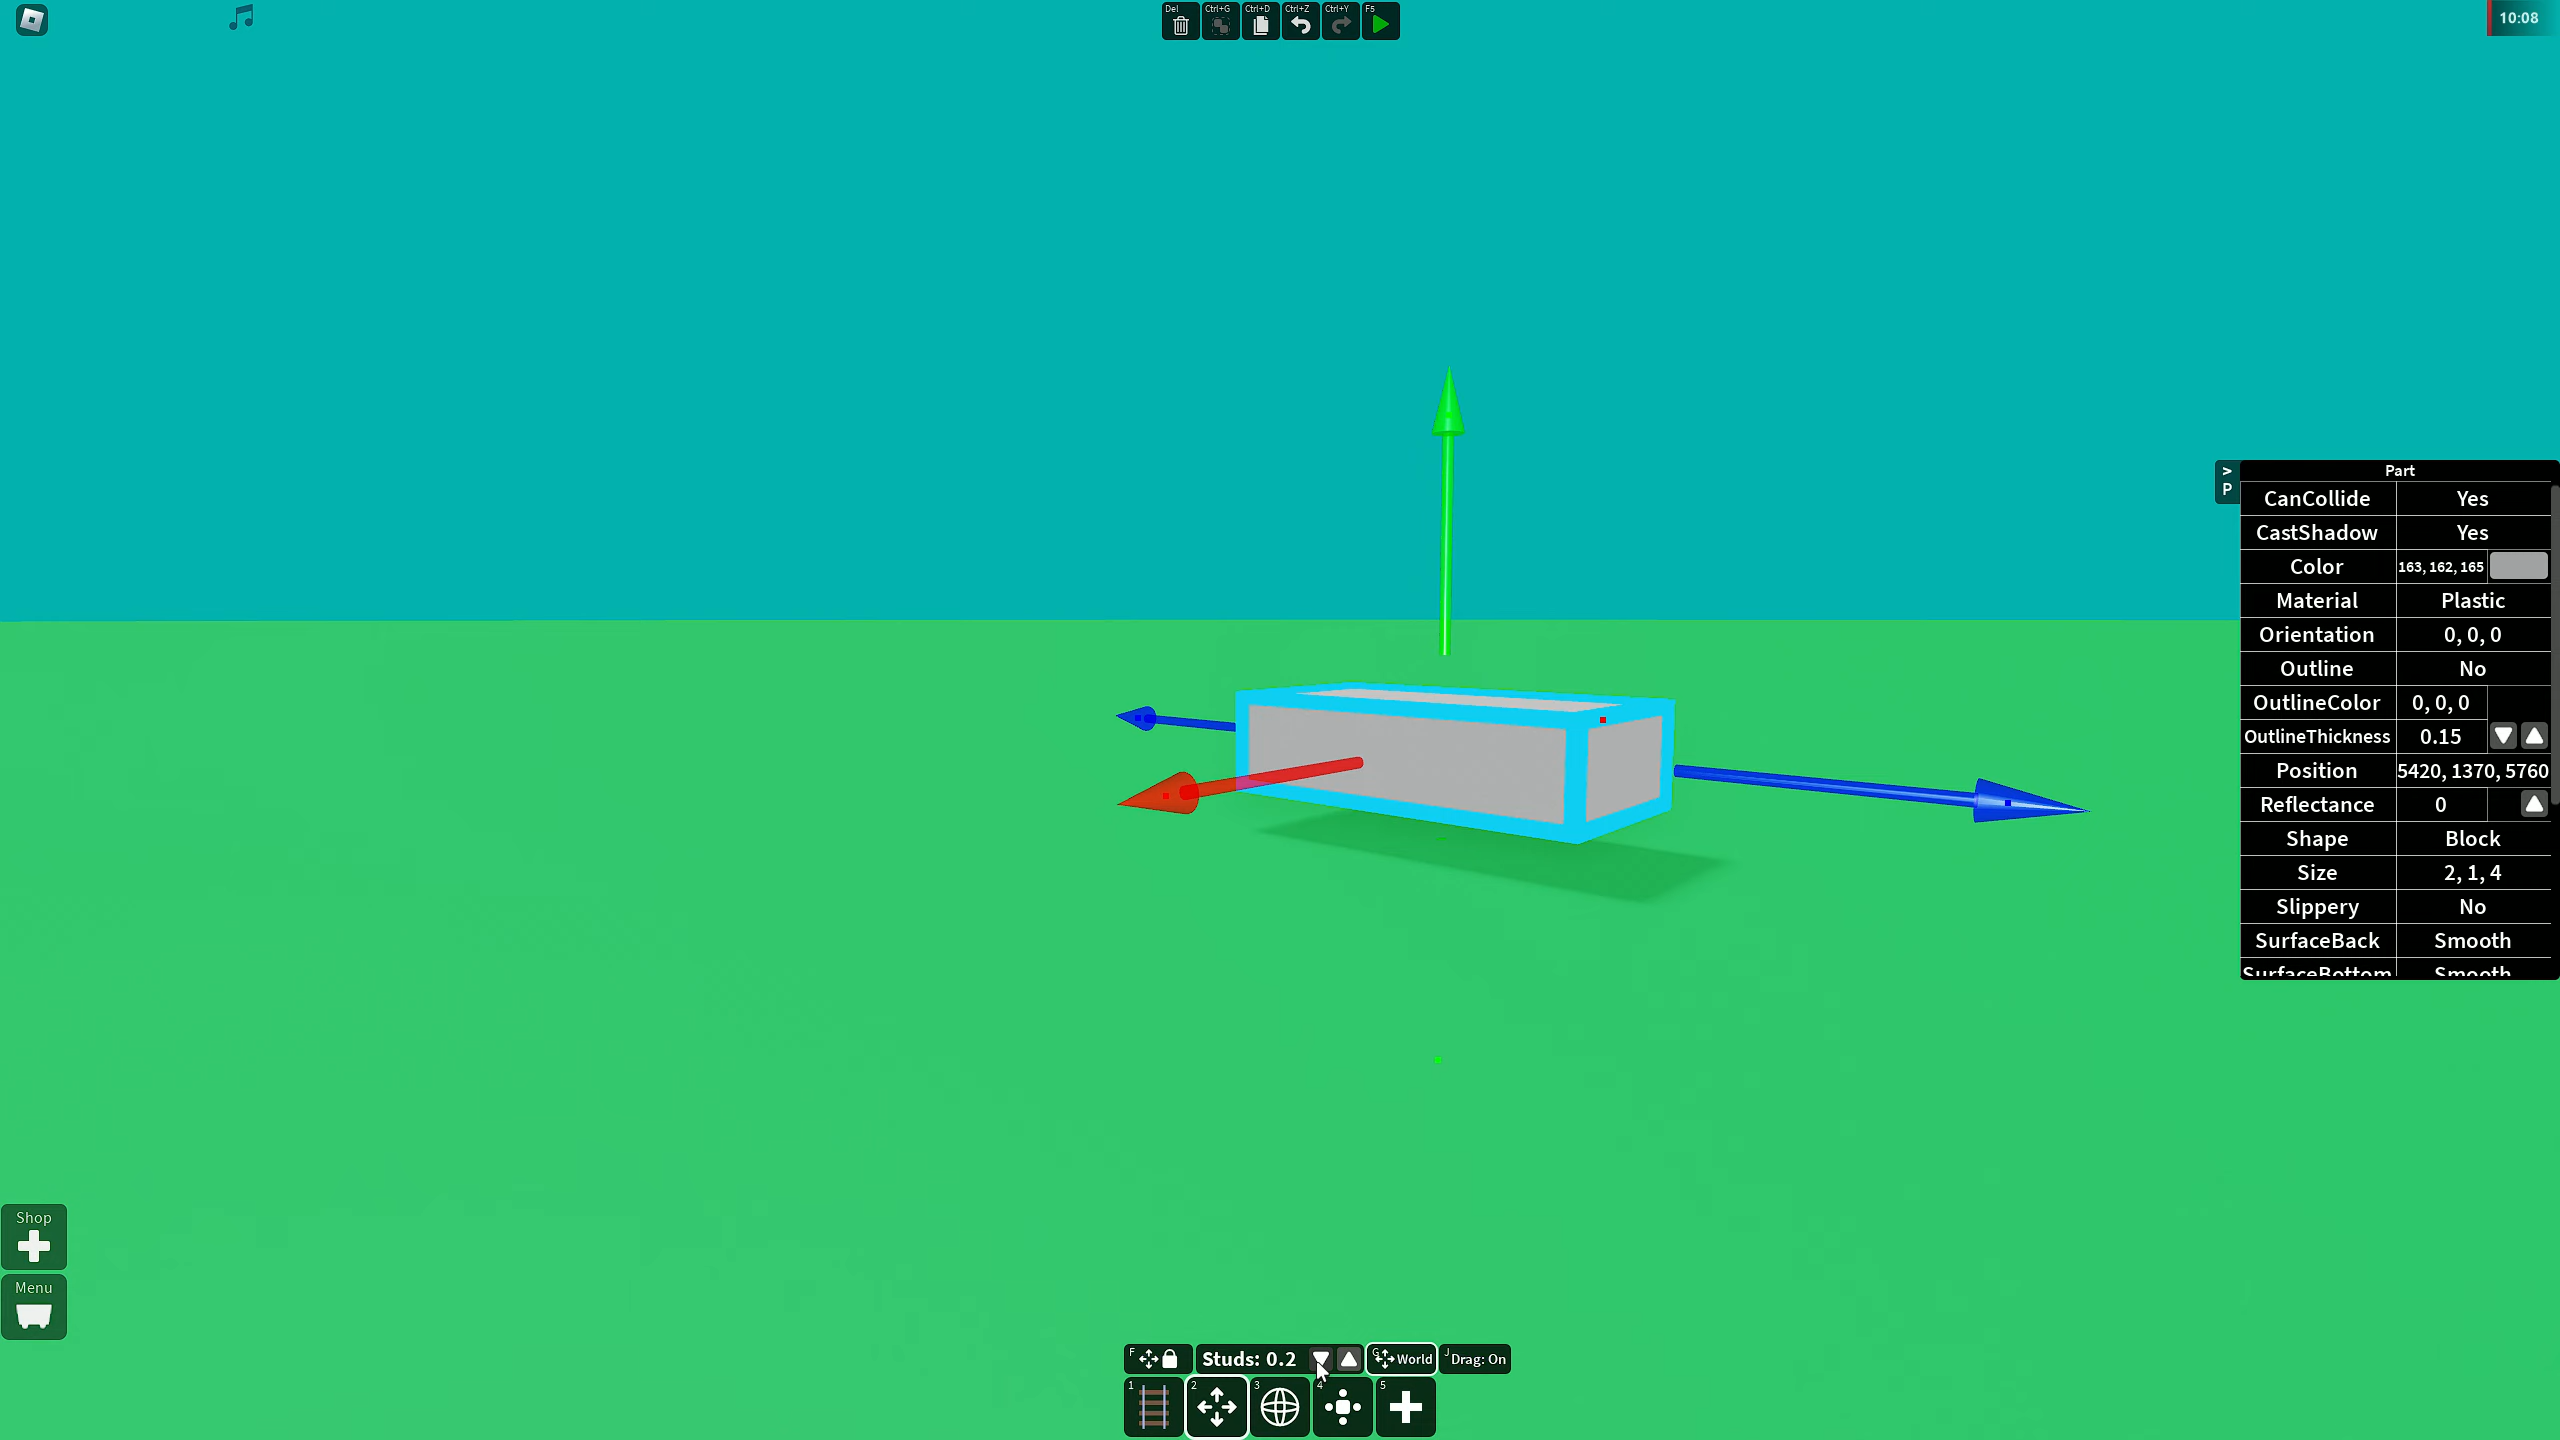 Del
Ctrl+G
Ctrl+D
Ctrl+Z
Ctrl+Y
F5
10:08
> P
Part
CanCollide Yes
CastShadow Yes
Color 163, 162, 165
Material Plastic
Orientation 0, 0, 0
Outline No
OutlineColor 0, 0, 0
OutlineThickness 0.15
Position 5420, 1370, 5760
Reflectance 0
Shape Block
Size 2, 1, 4
Slippery No
SurfaceBack Smooth
SurfaceBottom Smooth
Shop
Menu
F
Studs: 0.2
G World
J Drag: On
1
2
3
4
5